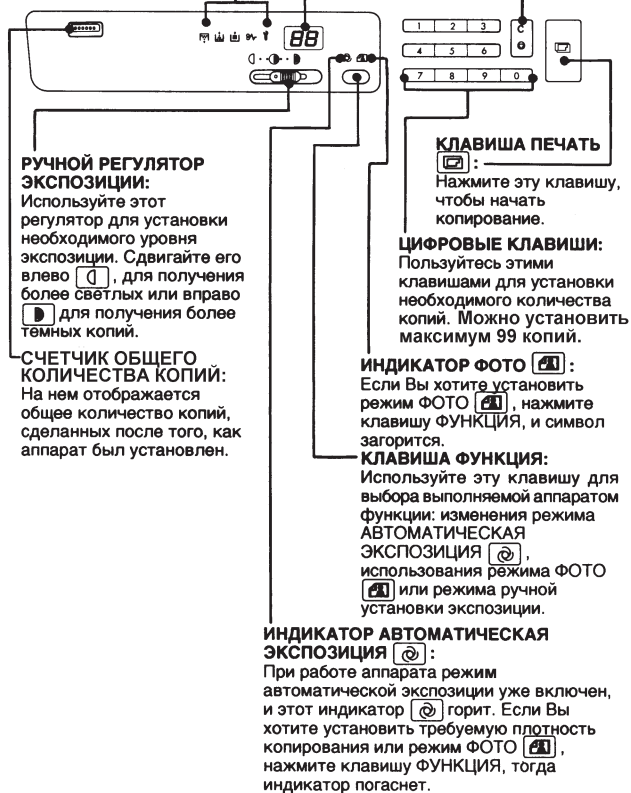 88
1 2 3 C
4 5 6
7 8 9 0
РУЧНОЙ РЕГУЛЯТОР
ЭКСПОЗИЦИИ:
Используйте этот
регулятор для установки
необходимого уровня
экспозиции. Сдвигайте его
влево , для получения
более светлых или вправо
для получения более
темных копий.
СЧЕТЧИК ОБЩЕГО
КОЛИЧЕСТВА КОПИЙ:
На нем отображается
общее количество копий,
сделанных после того, как
аппарат был установлен.
КЛАВИША ПЕЧАТЬ
:
Нажмите эту клавишу,
чтобы начать
копирование.
ЦИФРОВЫЕ КЛАВИШИ:
Пользуйтесь этими
клавишами для установки
необходимого количества
копий. Можно установить
максимум 99 копий.
ИНДИКАТОР ФОТО :
Если Вы хотите установить
режим ФОТО , нажмите
клавишу ФУНКЦИЯ, и символ
загорится.
КЛАВИША ФУНКЦИЯ:
Используйте эту клавишу для
выбора выполняемой аппаратом
функции: изменения режима
АВТОМАТИЧЕСКАЯ
ЭКСПОЗИЦИЯ ,
использования режима ФОТО
или режима ручной
установки экспозиции.
ИНДИКАТОР АВТОМАТИЧЕСКАЯ
ЭКСПОЗИЦИЯ :
При работе аппарата режим
автоматической экспозиции уже включен,
и этот индикатор горит. Если Вы
хотите установить требуемую плотность
копирования или режим ФОТО ,
нажмите клавишу ФУНКЦИЯ, тогда
индикатор погаснет.